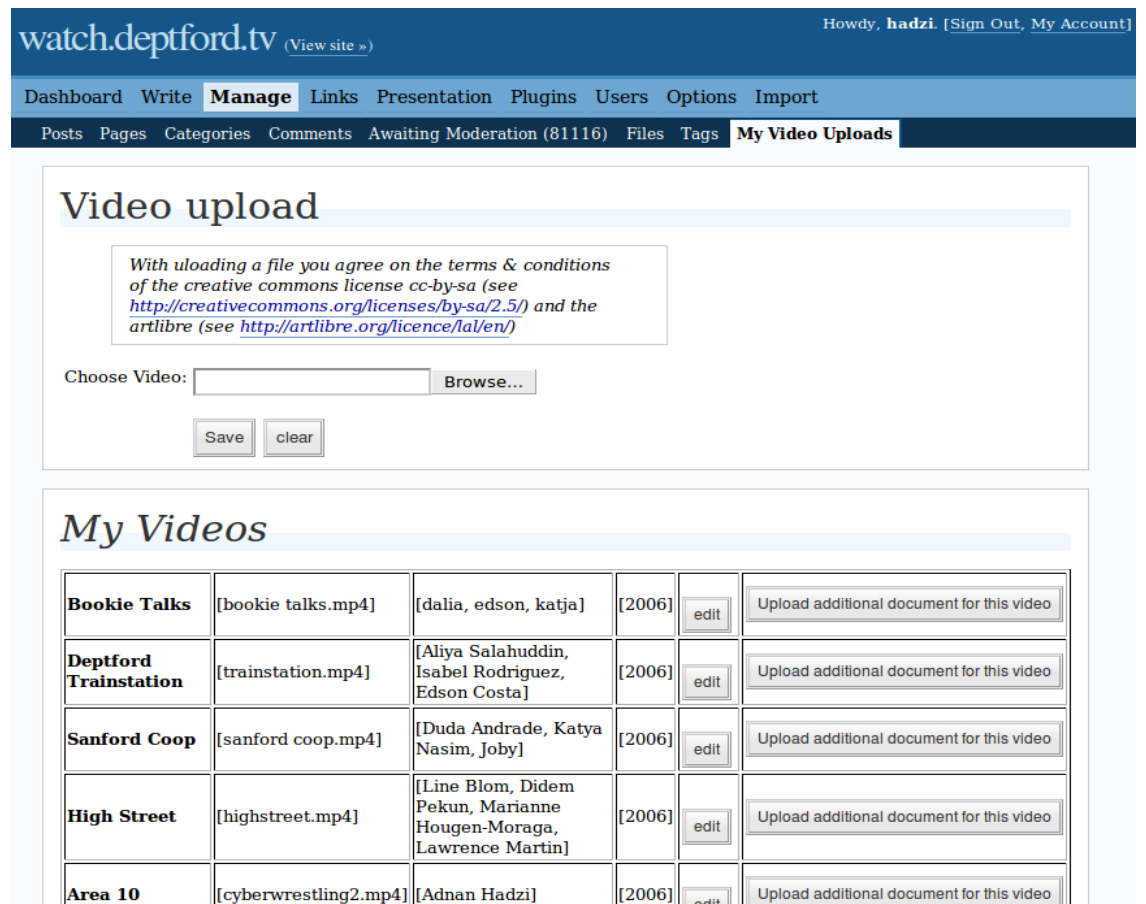 watch.deptford.tv (View site »)
Howdy, hadzi. [Sign Out, My Account]
Dashboard Write Manage Links Presentation Plugins Users Options Import
Posts Pages Categories Comments Awaiting Moderation (81116) Files Tags My Video Uploads
Video upload
With uloading a file you agree on the terms & conditions
of the creative commons license cc-by-sa (see
http://creativecommons.org/licenses/by-sa/2.5/) and the
artlibre (see http://artlibre.org/licence/lal/en/)
Choose Video: Browse...
Save clear
My Videos
Bookie Talks [bookie talks.mp4] [dalia, edson, katja] [2006] edit Upload additional document for this video
Deptford
Trainstation [trainstation.mp4] [Aliya Salahuddin,
Isabel Rodriguez,
Edson Costa] [2006] edit Upload additional document for this video
Sanford Coop [sanford coop.mp4] [Duda Andrade, Katya
Nasim, Joby] [2006] edit Upload additional document for this video
High Street [highstreet.mp4] [Line Blom, Didem
Pekun, Marianne
Hougen-Moraga,
Lawrence Martin] [2006] edit Upload additional document for this video
Area 10 [cyberwrestling2.mp4] [Adnan Hadzi] [2006] edit Upload additional document for this video